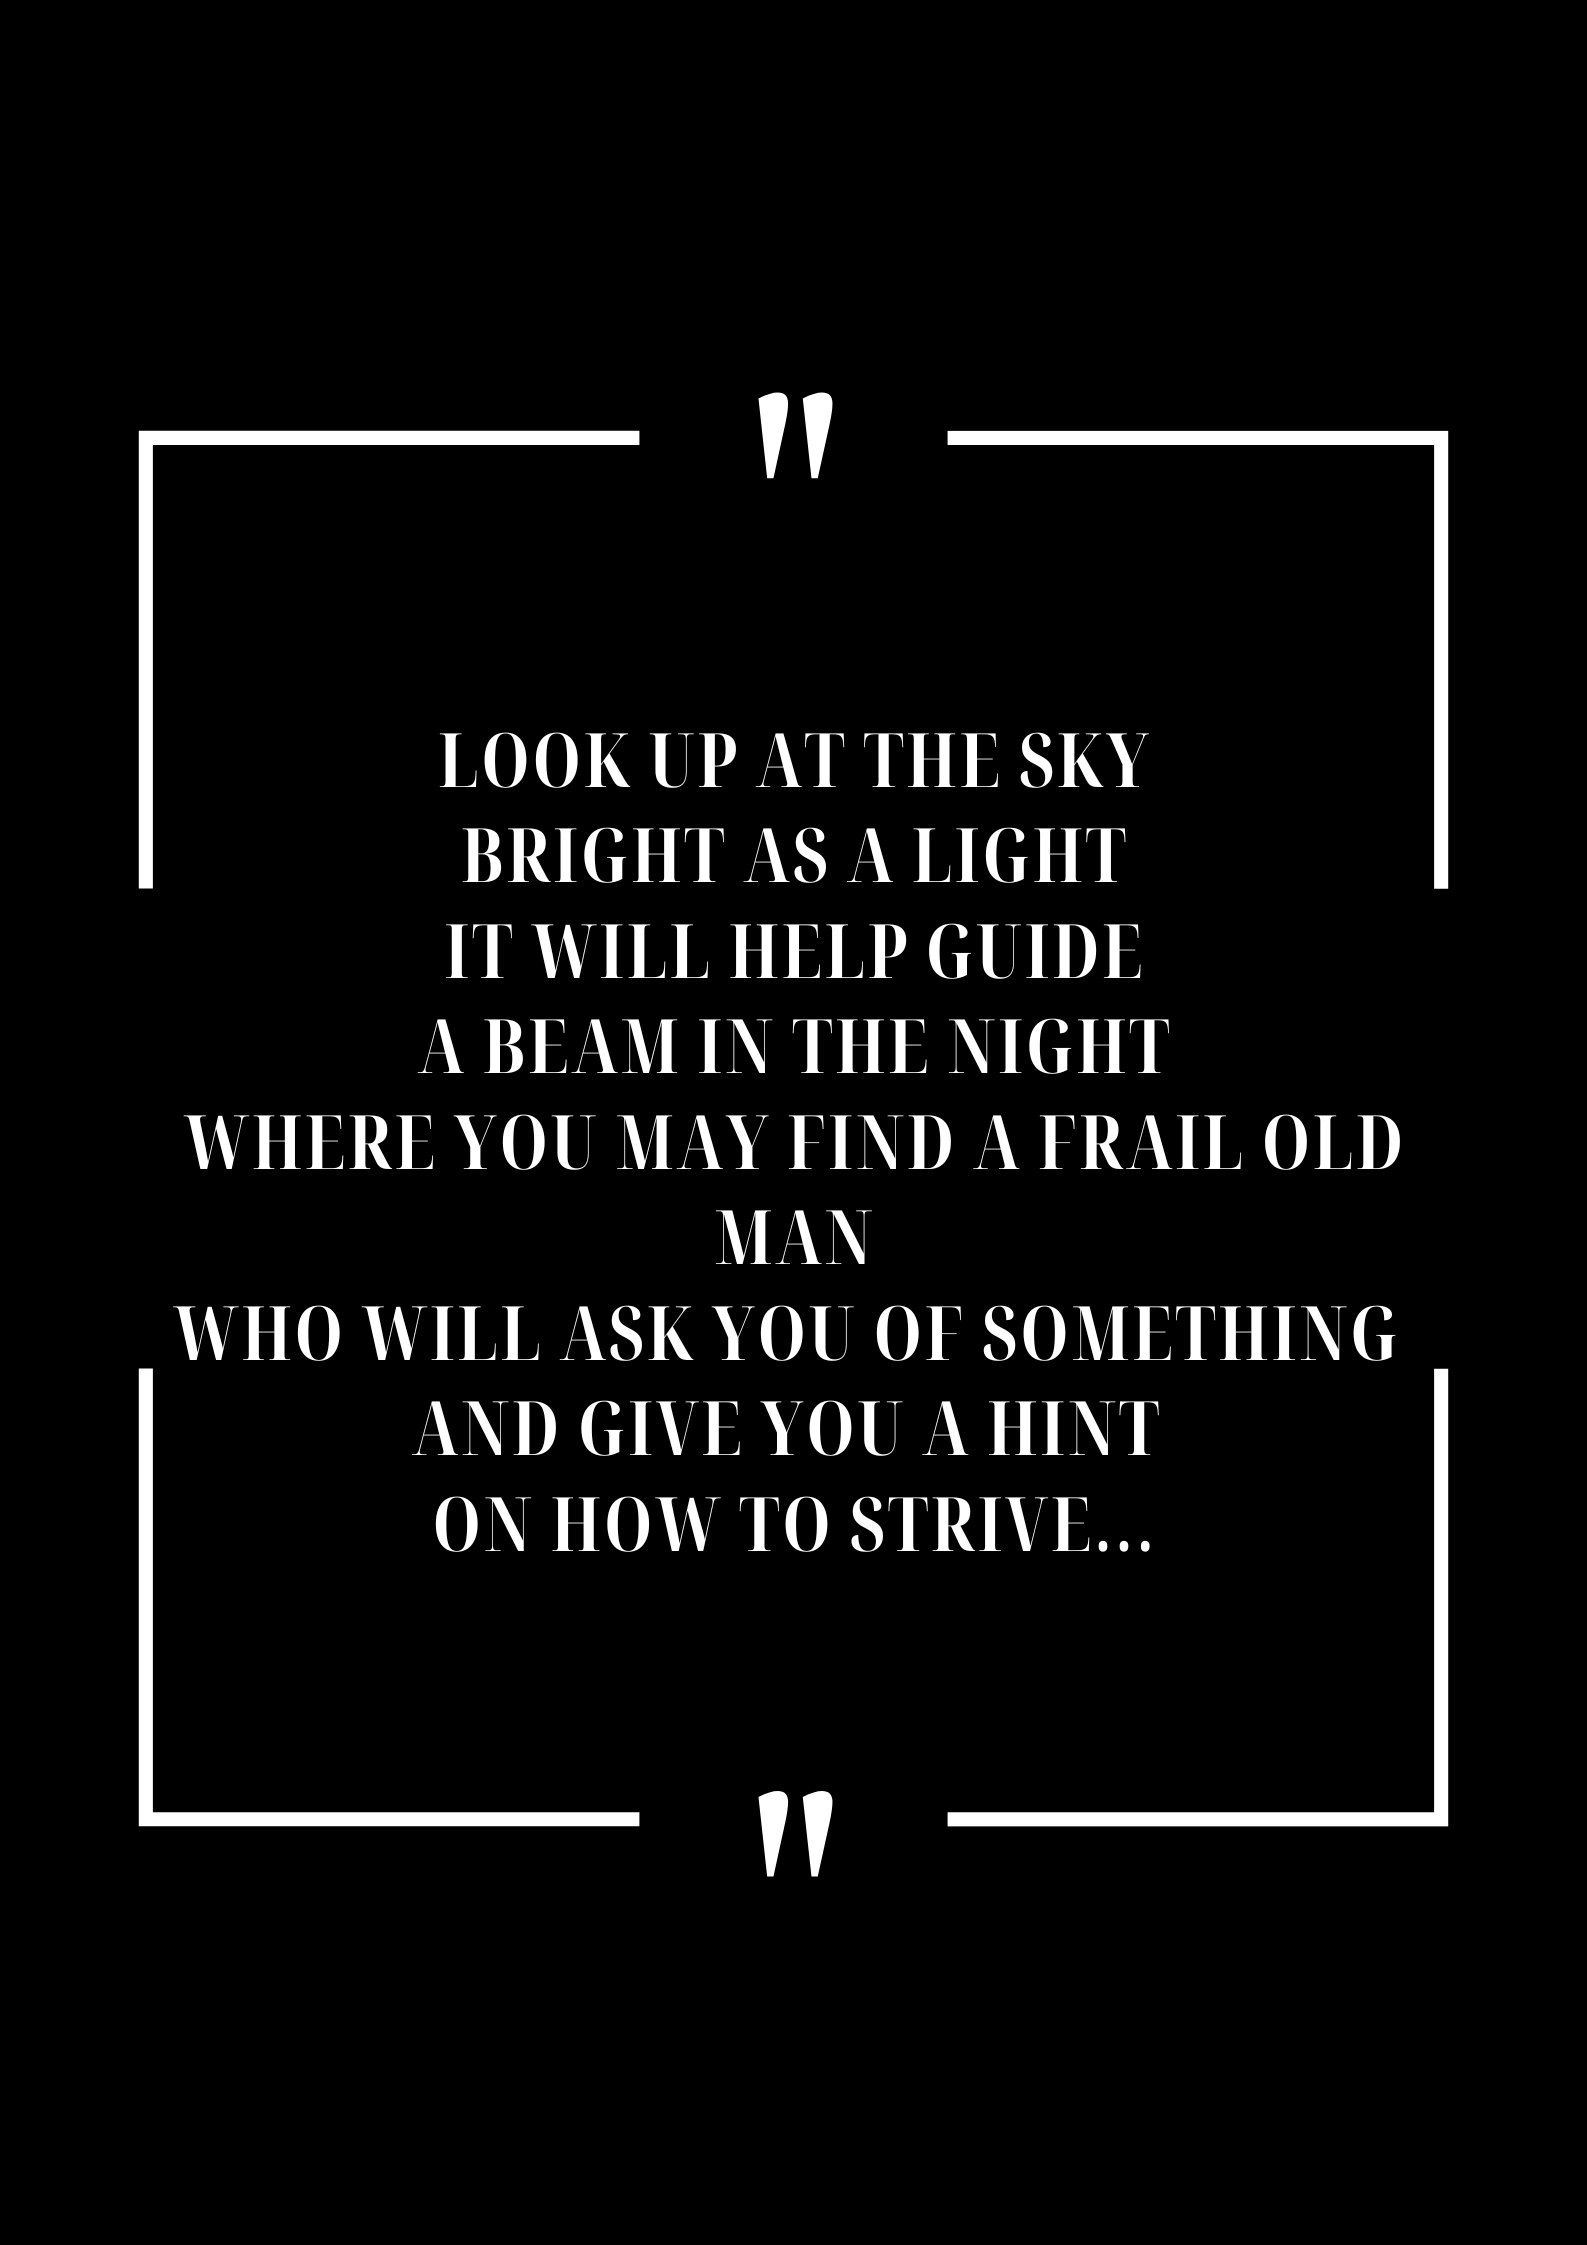 "
LOOK UP AT THE SKY
BRIGHT AS A LIGHT
IT WILL HELP GUIDE
A BEAM IN THE NIGHT
WHERE YOU MAY FIND A FRAIL OLD
MAN
WHO WILL ASK YOU OF SOMETHING
AND GIVE YOU A HINT
ON HOW TO STRIVE...
"